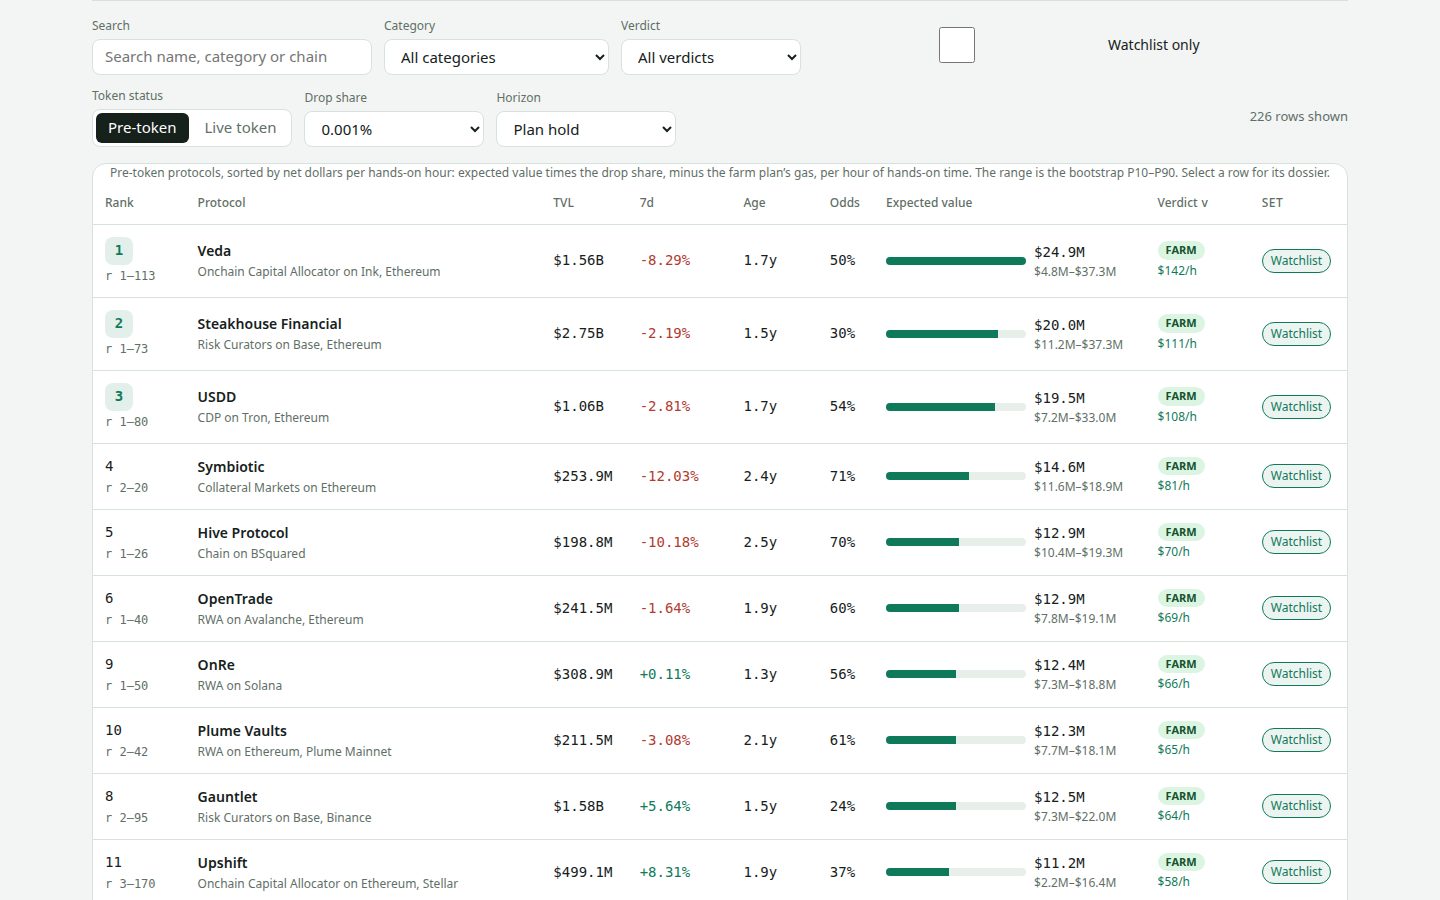 Search
Category
Verdict
Search name, category or chain
All categories
All verdicts
Watchlist only
Token status
Drop share
Horizon
Pre-token
Live token
0.001%
Plan hold
226 rows shown
Pre-token protocols, sorted by net dollars per hands-on hour: expected value times the drop share, minus the farm plan's gas, per hour of hands-on time. The range is the bootstrap P10–P90. Select a row for its dossier.
Rank Protocol TVL 7d Age Odds Expected value Verdict v SET
1 Veda $1.56B -8.29% 1.7y 50% $24.9M FARM Watchlist
r 1–113 Onchain Capital Allocator on Ink, Ethereum $4.8M–$37.3M $142/h
2 Steakhouse Financial $2.75B -2.19% 1.5y 30% $20.0M FARM Watchlist
r 1–73 Risk Curators on Base, Ethereum $11.2M–$37.3M $111/h
3 USDD $1.06B -2.81% 1.7y 54% $19.5M FARM Watchlist
r 1–80 CDP on Tron, Ethereum $7.2M–$33.0M $108/h
4 Symbiotic $253.9M -12.03% 2.4y 71% $14.6M FARM Watchlist
r 2–20 Collateral Markets on Ethereum $11.6M–$18.9M $81/h
5 Hive Protocol $198.8M -10.18% 2.5y 70% $12.9M FARM Watchlist
r 1–26 Chain on BSquared $10.4M–$19.3M $70/h
6 OpenTrade $241.5M -1.64% 1.9y 60% $12.9M FARM Watchlist
r 1–40 RWA on Avalanche, Ethereum $7.8M–$19.1M $69/h
9 OnRe $308.9M +0.11% 1.3y 56% $12.4M FARM Watchlist
r 1–50 RWA on Solana $7.3M–$18.8M $66/h
10 Plume Vaults $211.5M -3.08% 2.1y 61% $12.3M FARM Watchlist
r 2–42 RWA on Ethereum, Plume Mainnet $7.7M–$18.1M $65/h
8 Gauntlet $1.58B +5.64% 1.5y 24% $12.5M FARM Watchlist
r 2–95 Risk Curators on Base, Binance $7.3M–$22.0M $64/h
11 Upshift $499.1M +8.31% 1.9y 37% $11.2M FARM Watchlist
r 3–170 Onchain Capital Allocator on Ethereum, Stellar $2.2M–$16.4M $58/h